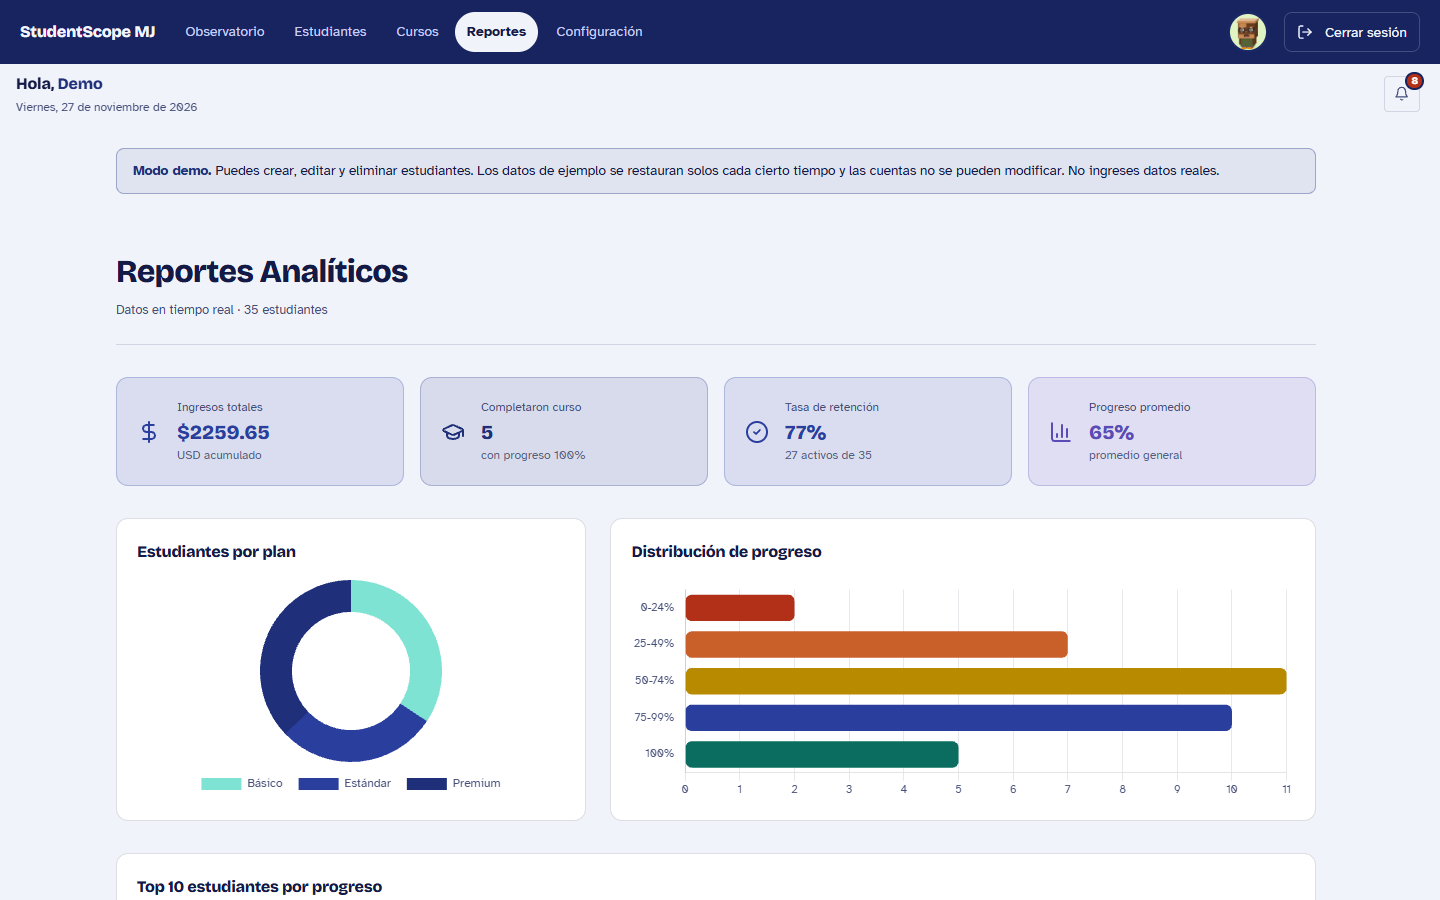 StudentScope MJ
Observatorio
Estudiantes
Cursos
Reportes
Configuración
Cerrar sesión
Hola, Demo
Viernes, 27 de noviembre de 2026
8
Modo demo. Puedes crear, editar y eliminar estudiantes. Los datos de ejemplo se restauran solos cada cierto tiempo y las cuentas no se pueden modificar. No ingreses datos reales.
Reportes Analíticos
Datos en tiempo real · 35 estudiantes
Ingresos totales
$2259.65
USD acumulado
Completaron curso
5
con progreso 100%
Tasa de retención
77%
27 activos de 35
Progreso promedio
65%
promedio general
Estudiantes por plan
Básico
Estándar
Premium
Distribución de progreso
0-24%
25-49%
50-74%
75-99%
100%
0 1 2 3 4 5 6 7 8 9 10 11
Top 10 estudiantes por progreso